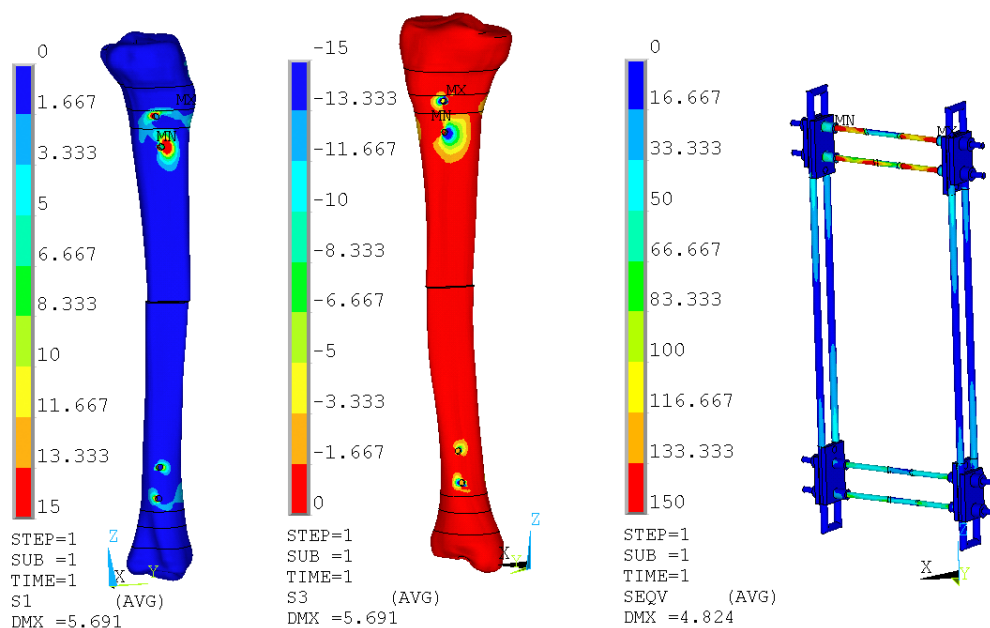 0
1.667
3.333
5
6.667
8.333
10
11.667
13.333
15
MX
MN
Z
X
Y
STEP=1
SUB =1
TIME=1
S1 (AVG)
DMX =5.691
-15
-13.333
-11.667
-10
-8.333
-6.667
-5
-3.333
-1.667
0
MX
MN
Z
X
Y
STEP=1
SUB =1
TIME=1
S3 (AVG)
DMX =5.691
0
16.667
33.333
50
66.667
83.333
100
116.667
133.333
150
MN
MX
Z
X
Y
STEP=1
SUB =1
TIME=1
SEQV (AVG)
DMX =4.824